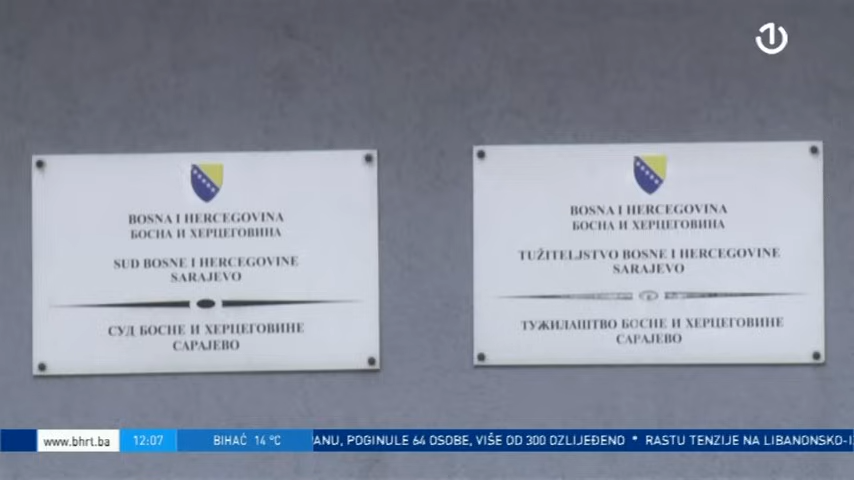 BOSNA I HERCEGOVINA
БОСНА И ХЕРЦЕГОВИНА
SUD BOSNE I HERCEGOVINE
SARAJEVO
СУД БОСНЕ И ХЕРЦЕГОВИНЕ
САРАЈЕВО
BOSNA I HERCEGOVINA
БОСНА И ХЕРЦЕГОВИНА
TUŽITELJSTVO BOSNE I HERCEGOVINE
SARAJEVO
ТУЖИЛАШТВО БОСНЕ И ХЕРЦЕГОВИНЕ
САРАЈЕВО
www.bhrt.ba 12:07 BIHAĆ 14 °C POGINULE 64 OSOBE, VIŠE OD 300 OZLIJEĐENO * RASTU TENZIJE NA